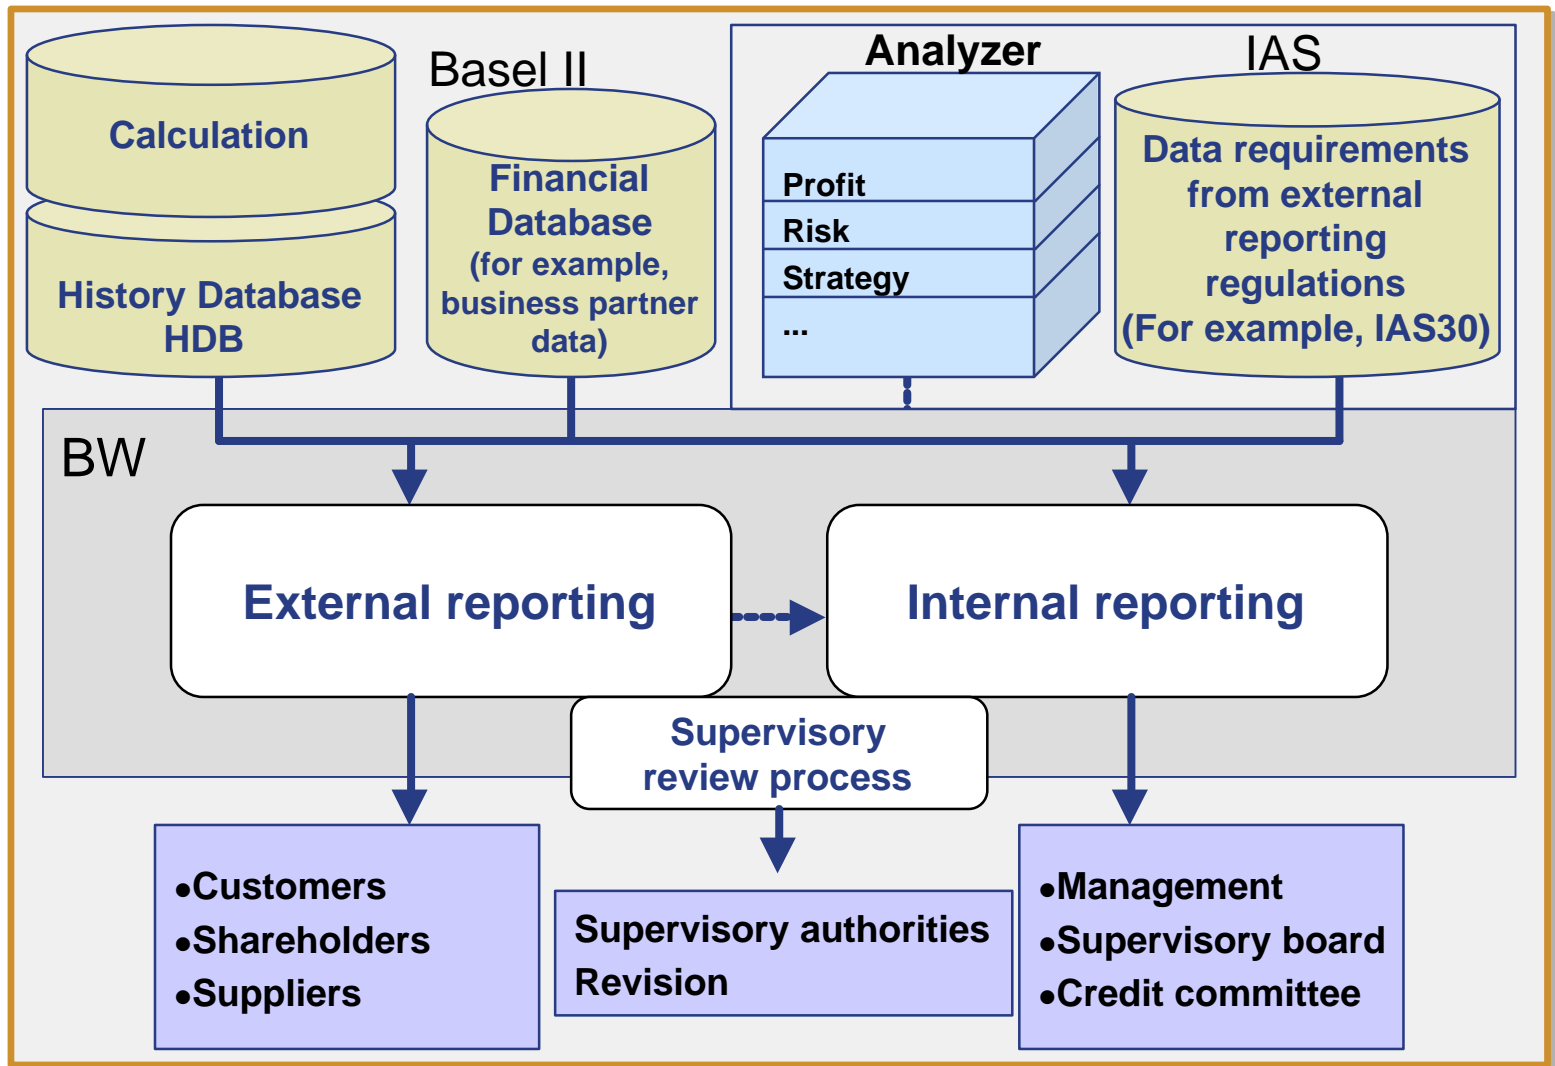 Calculation
History Database
HDB
Basel II
Financial
Database
(for example,
business partner
data)
Analyzer
Profit
Risk
Strategy
...
IAS
Data requirements
from external
reporting
regulations
(For example, IAS30)
BW
External reporting
Internal reporting
Supervisory
review process
•Customers
•Shareholders
•Suppliers
Supervisory authorities
Revision
•Management
•Supervisory board
•Credit committee